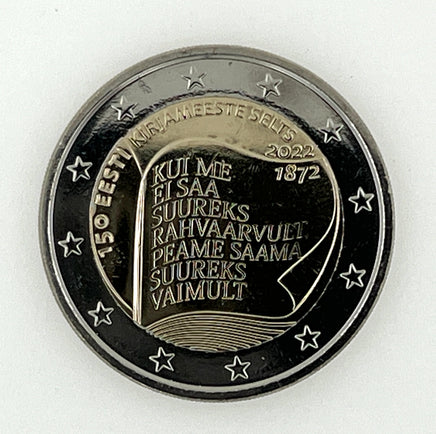 150 EESTI KIRJAMEESTE SELTS
2022
1872
KUI ME
EI SAA
SUUREKS
RAHVAARVULT,
PEAME SAAMA
SUUREKS
VAIMULT